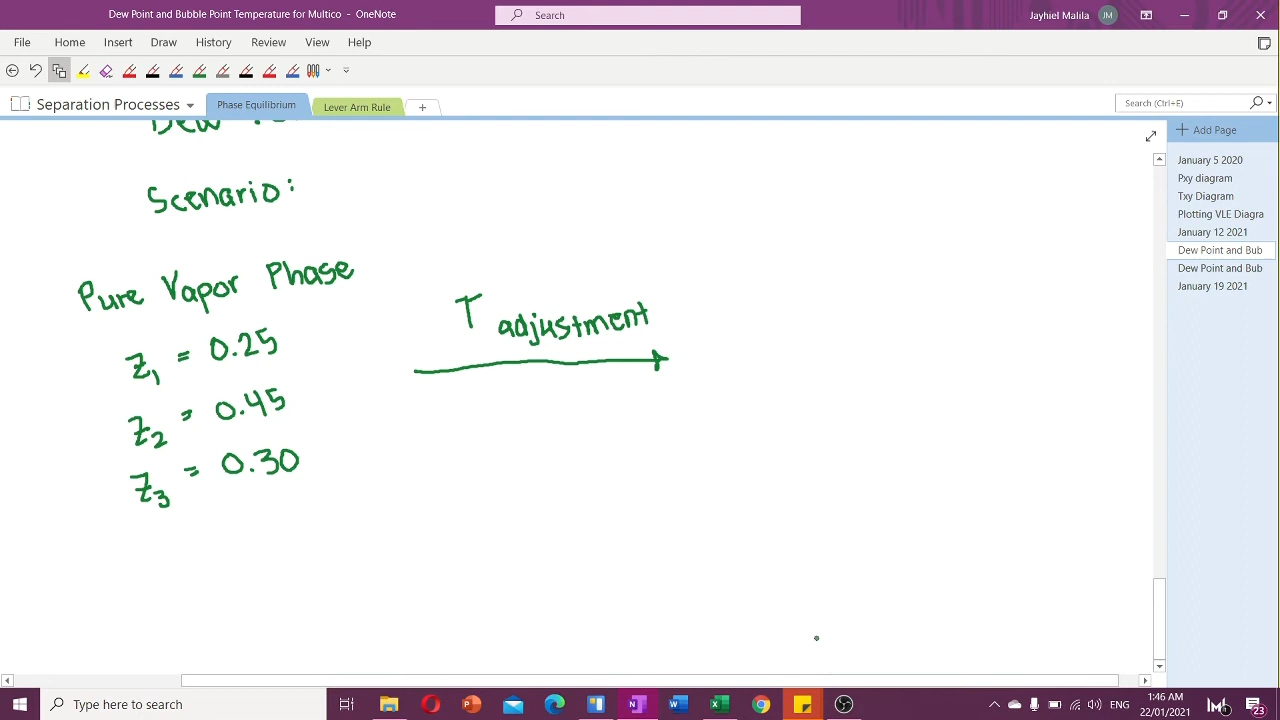 Dew Point and Bubble Point Temperature for Multico - OneNote
Search
Jayhiel Malila JM
File Home Insert Draw History Review View Help
Separation Processes
Phase Equilibrium
Lever Arm Rule
Search (Ctrl+E)
Add Page
January 5 2020
Pxy diagram
Txy Diagram
Plotting VLE Diagra
January 12 2021
Dew Point and Bub
Dew Point and Bub
January 19 2021
Dew
Scenario:
Pure Vapor Phase
z1 = 0.25
z2 = 0.45
z3 = 0.30
T adjustment
Type here to search
ENG
1:46 AM
22/01/2021
23